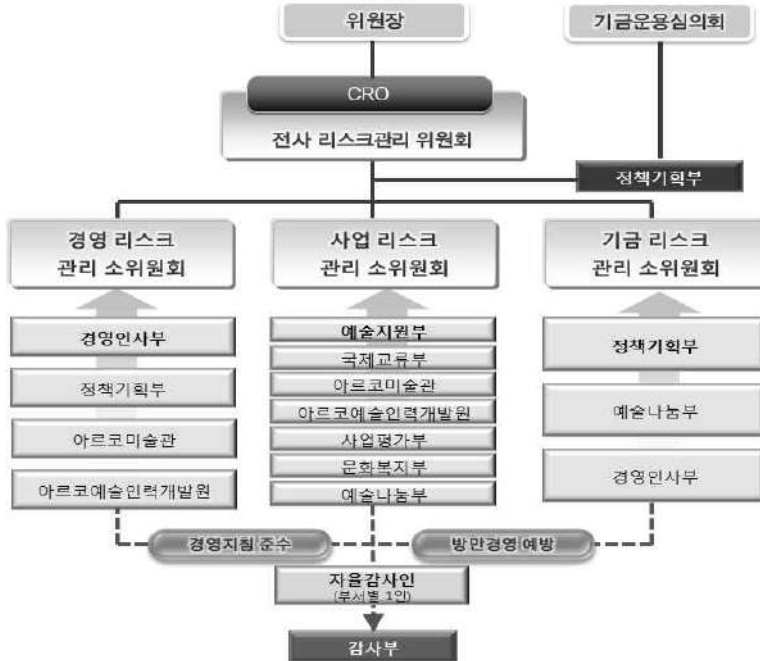 위원장
기금운용심의회
CRO
전사 리스크관리 위원회
정책기획부
경영 리스크
관리 소위원회
사업 리스크
관리 소위원회
기금 리스크
관리 소위원회
경영인사부
정책기획부
아르코미술관
아르코예술인력개발원
예술지원부
국제교류부
아르코미술관
아르코예술인력개발원
사업평가부
문화복지부
예술나눔부
정책기획부
예술나눔부
경영인사부
경영지침 준수
방만경영 예방
자율감사인
(부서별 1인)
감사부